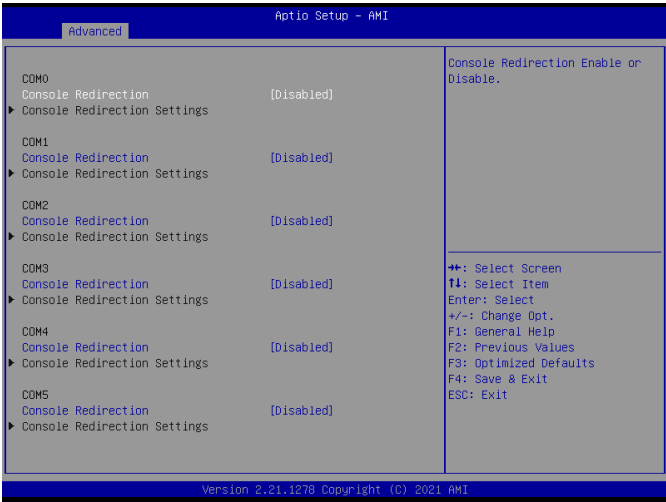 Aptio Setup – AMI
Advanced
COM0
Console Redirection [Disabled]
▶ Console Redirection Settings
COM1
Console Redirection [Disabled]
▶ Console Redirection Settings
COM2
Console Redirection [Disabled]
▶ Console Redirection Settings
COM3
Console Redirection [Disabled]
▶ Console Redirection Settings
COM4
Console Redirection [Disabled]
▶ Console Redirection Settings
COM5
Console Redirection [Disabled]
▶ Console Redirection Settings
Console Redirection Enable or
Disable.
→←: Select Screen
↑↓: Select Item
Enter: Select
+/-: Change Opt.
F1: General Help
F2: Previous Values
F3: Optimized Defaults
F4: Save & Exit
ESC: Exit
Version 2.21.1278 Copyright (C) 2021 AMI